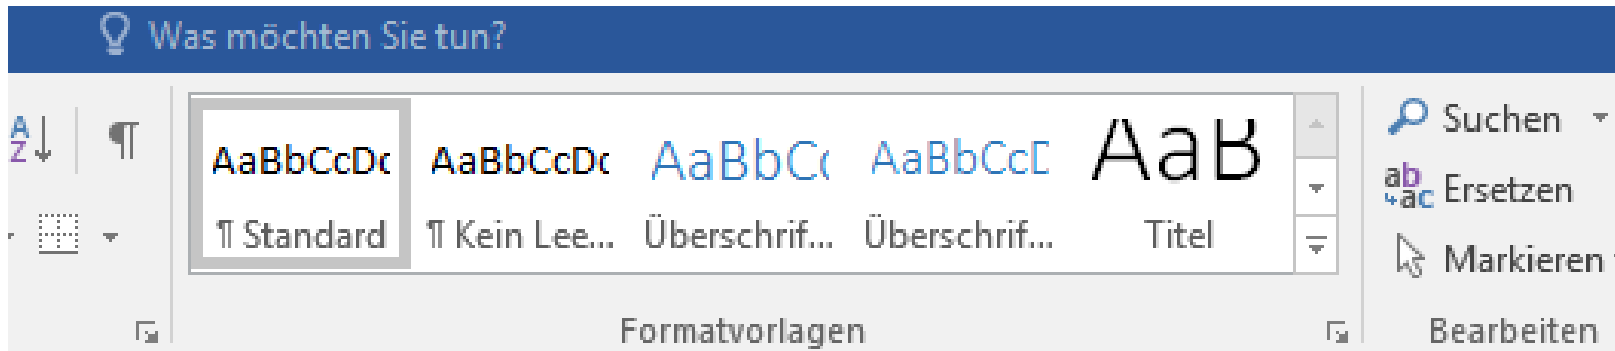 Was möchten Sie tun?
AaBbCcDc AaBbCcDc AaBbCc AaBbCcD AaB
¶ Standard ¶ Kein Lee... Überschrif... Überschrif... Titel
Formatvorlagen
Suchen
Ersetzen
Markieren
Bearbeiten